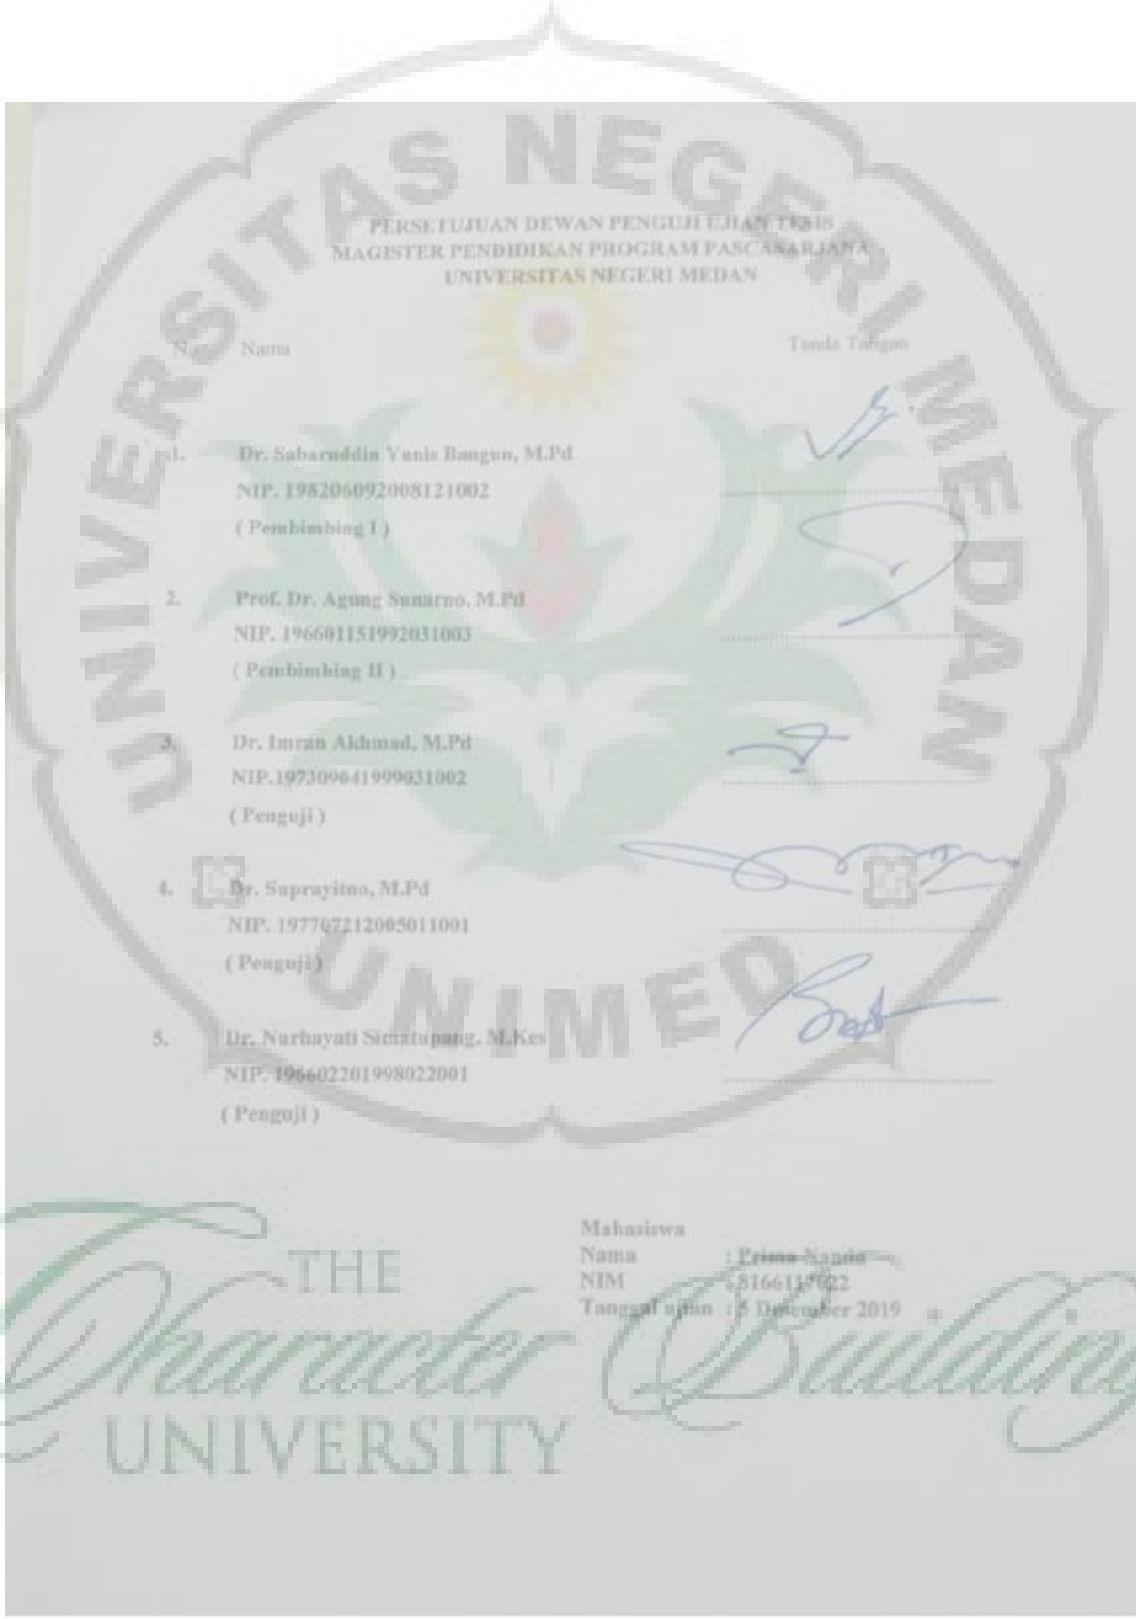 UNIVERSITAS NEGERI MEDAN
PERSETUJUAN DEWAN PENGUJI UJIAN TESIS
MAGISTER PENDIDIKAN PROGRAM PASCASARJANA
UNIVERSITAS NEGERI MEDAN
No Nama Tanda Tangan
1. Dr. Sabaruddin Yunis Bangun, M.Pd
NIP. 198206092008121002
( Pembimbing I )
2. Prof. Dr. Agung Sunarno, M.Pd
NIP. 196601151992031003
( Pembimbing II )
3. Dr. Imran Akhmad, M.Pd
NIP.197309041999031002
( Penguji )
4. Dr. Suprayitno, M.Pd
NIP. 197707212005011001
( Penguji )
UNIMED
5. Dr. Nurhayati Simatupang, M.Kes
NIP. 196602201998022001
( Penguji )
Mahasiswa
Nama : Prima Nanda
NIM :
Tanggal ujian : 5 Desember 2019
THE
Character Building
UNIVERSITY